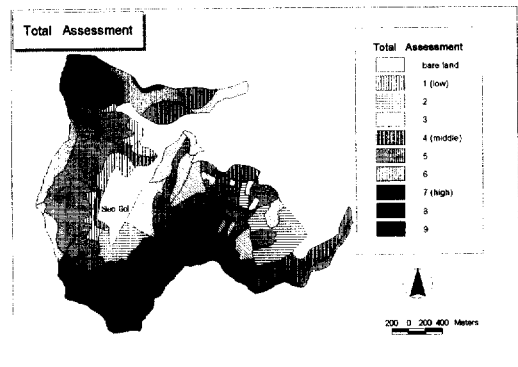 Total Assessment
Total Assessment
bare land
1 (low)
2
3
4 (middle)
5
6
7 (high)
8
9
200 0 200 400 Meters